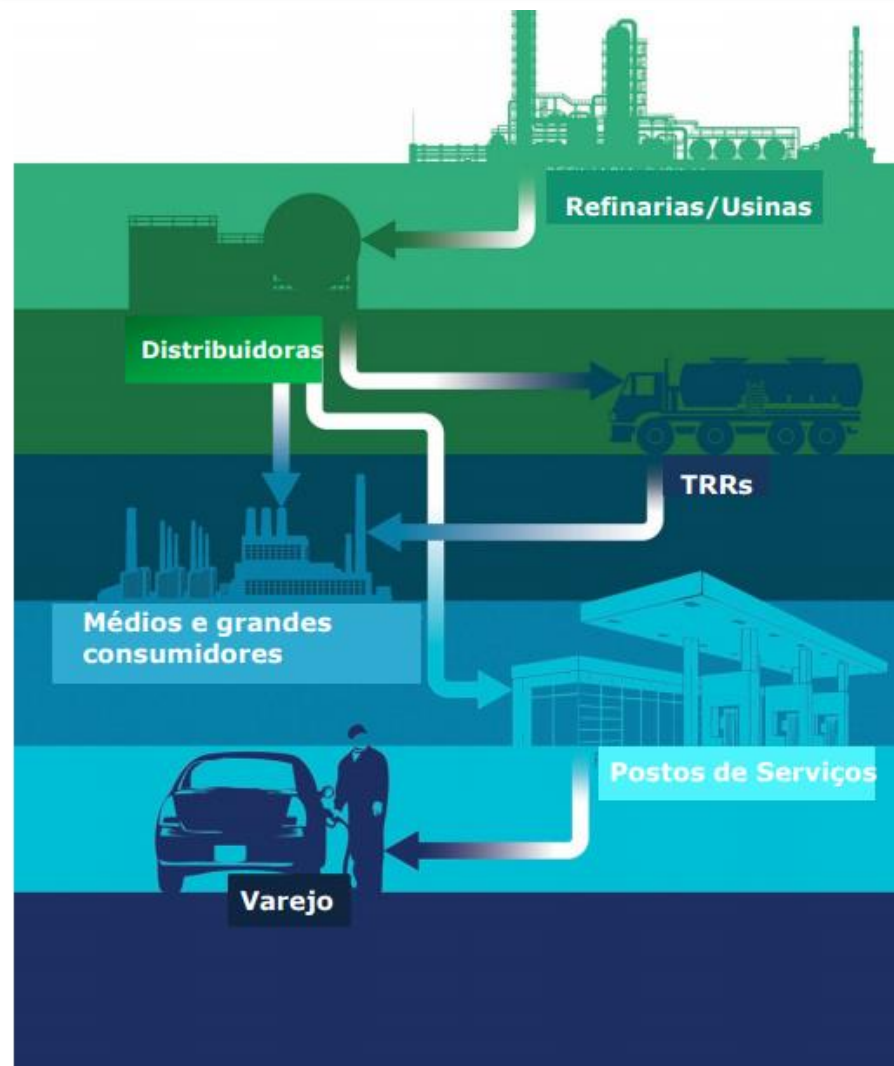 Refinarias/Usinas
Distribuidoras
TRRs
Médios e grandes
consumidores
Postos de Serviços
Varejo